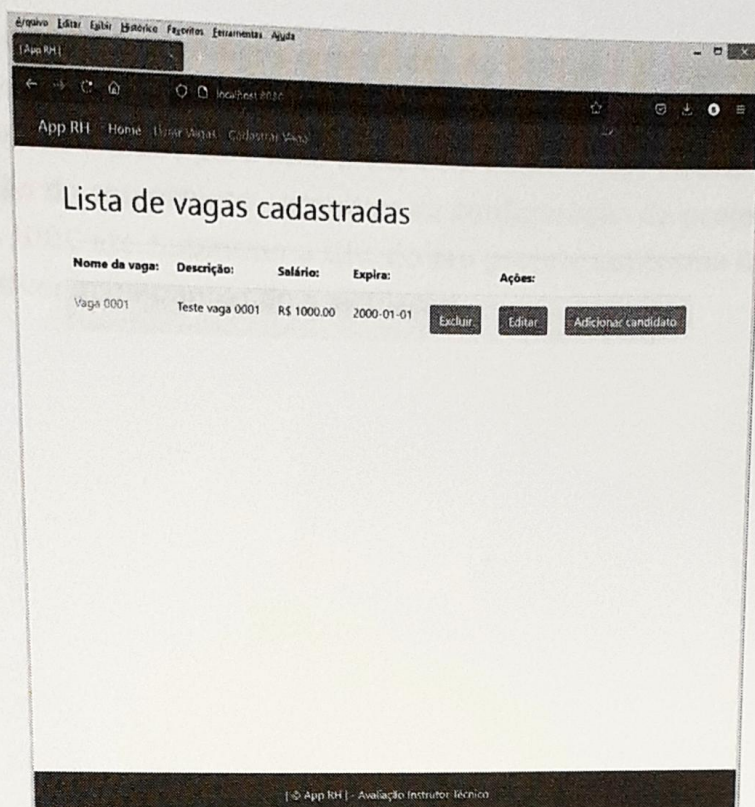 Arquivo Editar Exibir Histórico Favoritos Ferramentas Ajuda
[App RH]
localhost:8080
App RH Home Listar Vagas Cadastrar Vaga
Lista de vagas cadastradas
Nome da vaga: Descrição: Salário: Expira: Ações:
Vaga 0001 Teste vaga 0001 R$ 1000.00 2000-01-01 Excluir Editar Adicionar candidato
| © App RH | - Avaliação Instrutor Técnico